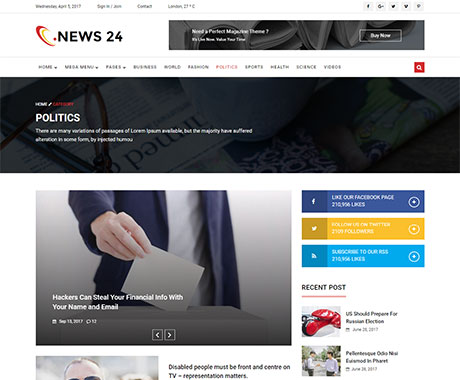 Wednesday, April 5, 2017 Sign In / Join Contact London, 27 ° C
NEWS 24
Need a Perfect Magazine Theme ?
It's Live Now. Value Your Time
Buy Now
HOME MEGA MENU PAGES BUSINESS WORLD FASHION POLITICS SPORTS HEALTH SCIENCE VIDEOS
HOME CATEGORY
POLITICS
There are many variations of passages of Lorem Ipsum available, but the majority have suffered
alteration in some form, by injected humou
Hackers Can Steal Your Financial Info With
Your Name and Email
Sep 13, 2017 12
LIKE OUR FACEBOOK PAGE
210,956 LIKES
FOLLOW US ON TWITTER
2109 FOLLOWERS
SUBSCRIBE TO OUR RSS
210,956 LIKES
RECENT POST
US Should Prepare For
Russian Election
June 25, 2017
Pellentesque Odio Nisi
Euismod In Pharet
June 26, 2017
Disabled people must be front and centre on
TV – representation matters.